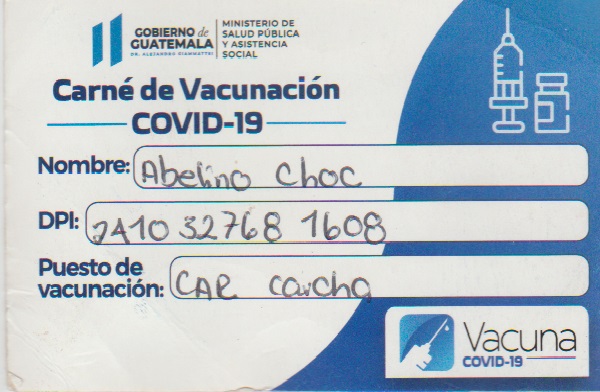 GOBIERNO de
GUATEMALA
DR. ALEJANDRO GIAMMATTEI
MINISTERIO DE
SALUD PÚBLICA
Y ASISTENCIA
SOCIAL
Carné de Vacunación
COVID-19
Nombre: Abelino Choc
DPI: 2410 32768 1608
Puesto de
vacunación: CAP carcha
Vacuna
COVID-19